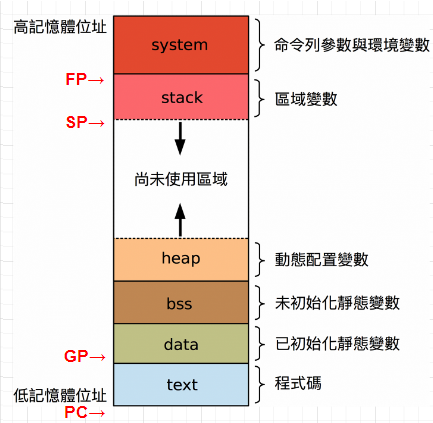 高記憶體位址
system
命令列參數與環境變數
FP→
stack
區域變數
SP→
尚未使用區域
heap
動態配置變數
bss
未初始化靜態變數
data
已初始化靜態變數
GP→
text
程式碼
低記憶體位址
PC→